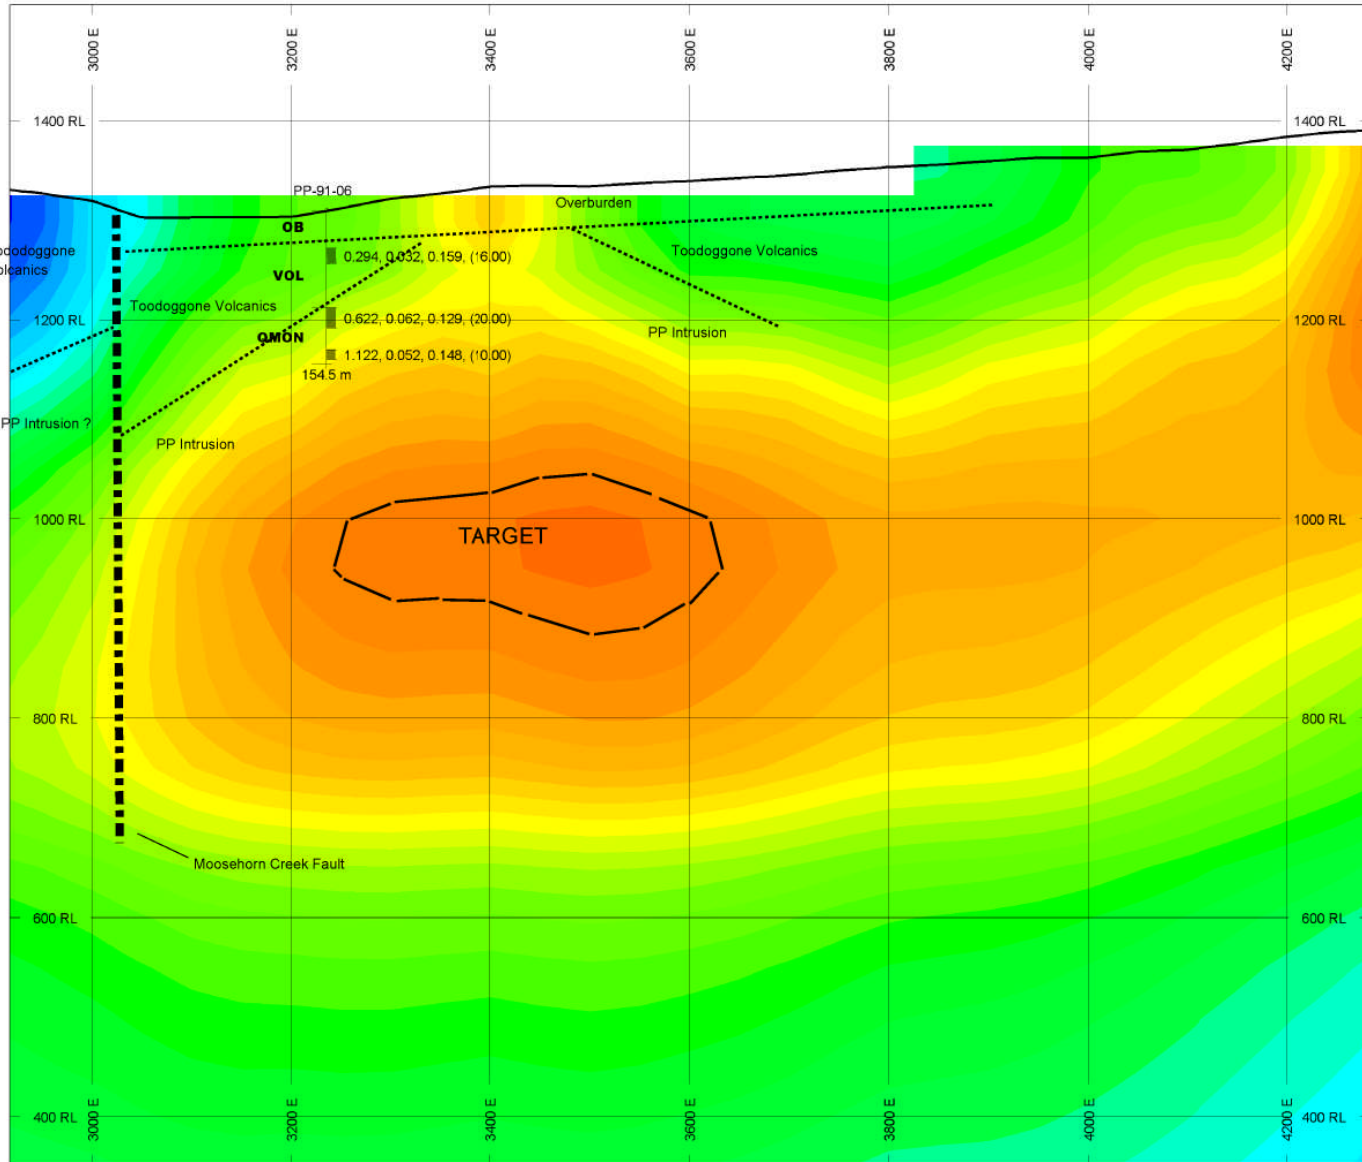 3000 E
3200 E
3400 E
3600 E
3800 E
4000 E
4200 E
1400 RL
1400 RL
PP-91-06
Overburden
OB
Toodoggone Volcanics
0.294, 0.032, 0.159, (16.00)
VOL
Toodoggone Volcanics
1200 RL
0.622, 0.062, 0.129, (20.00)
1200 RL
PP Intrusion
QMON
1.122, 0.052, 0.148, (10.00)
154.5 m
PP Intrusion ?
PP Intrusion
1000 RL
1000 RL
TARGET
800 RL
800 RL
Moosehorn Creek Fault
600 RL
600 RL
400 RL
400 RL
3000 E
3200 E
3400 E
3600 E
3800 E
4000 E
4200 E